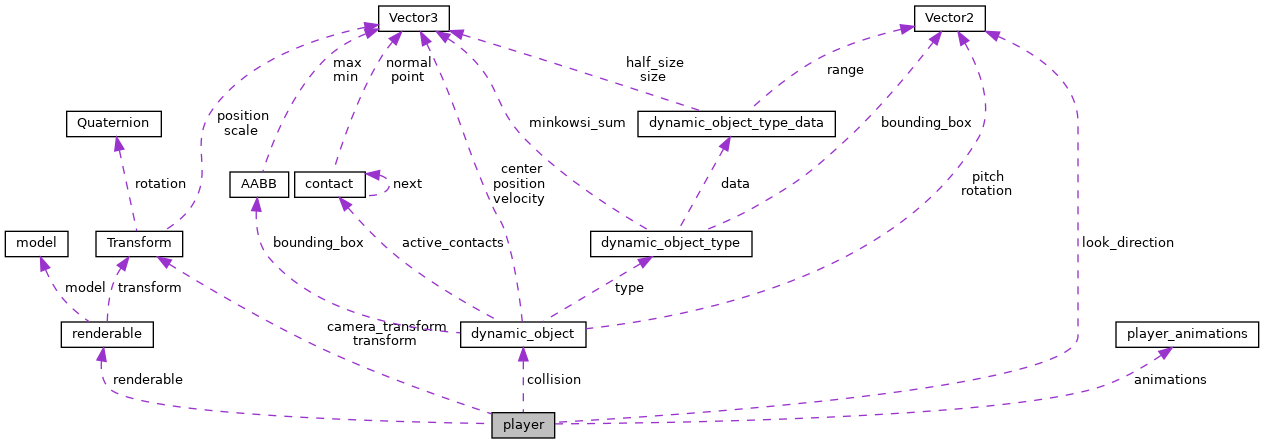 Vector3
Vector2
max
min
normal
point
half_size
size
range
position
scale
Quaternion
minkowsi_sum
dynamic_object_type_data
bounding_box
rotation
AABB
contact
next
center
position
velocity
data
pitch
rotation
model
Transform
bounding_box
active_contacts
dynamic_object_type
look_direction
model
transform
type
renderable
camera_transform
transform
dynamic_object
player_animations
renderable
collision
animations
player